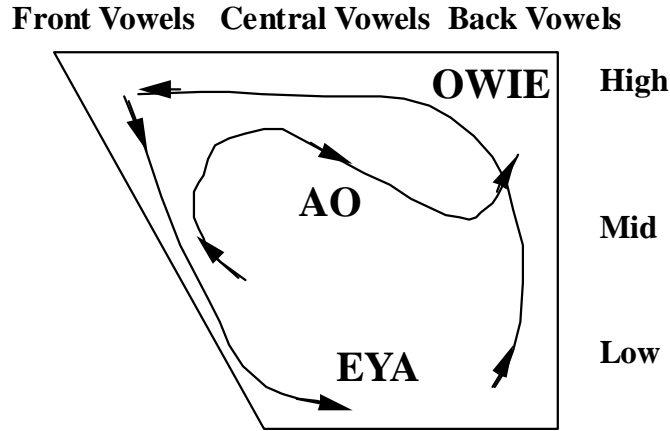 Front Vowels Central Vowels Back Vowels
OWIE High
AO
Mid
EYA Low